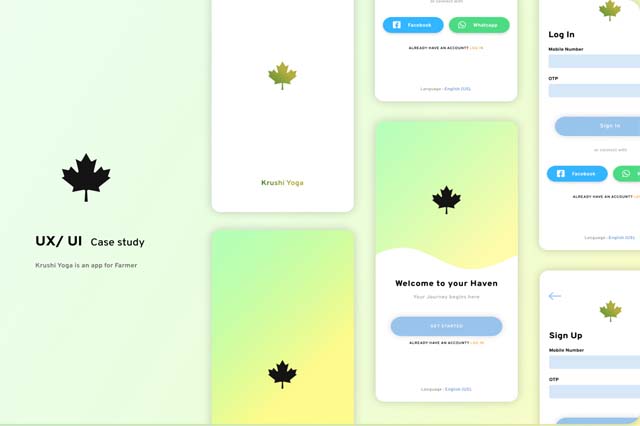 UX/ UI Case study
Krushi Yoga is an app for Farmer
Krushi Yoga
or connect with
Facebook
Whatsapp
ALREADY HAVE AN ACCOUNT? LOG IN
Language - English (US),
Welcome to your Haven
Your Journey begins here
GET STARTED
ALREADY HAVE AN ACCOUNT? LOG IN
Language - English (US),
Log In
Mobile Number
OTP
Sign In
or connect with
Facebook
ALREADY HAVE AN ACCOUNT?
Language - English (US),
Sign Up
Mobile Number
OTP